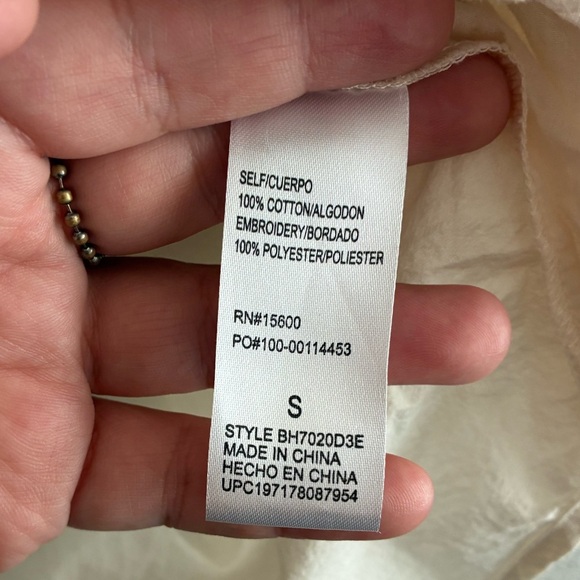 SELF/CUERPO
100% COTTON/ALGODON
EMBROIDERY/BORDADO
100% POLYESTER/POLIESTER
RN#15600
PO#100-00114453
S
STYLE BH7020D3E
MADE IN CHINA
HECHO EN CHINA
UPC197178087954